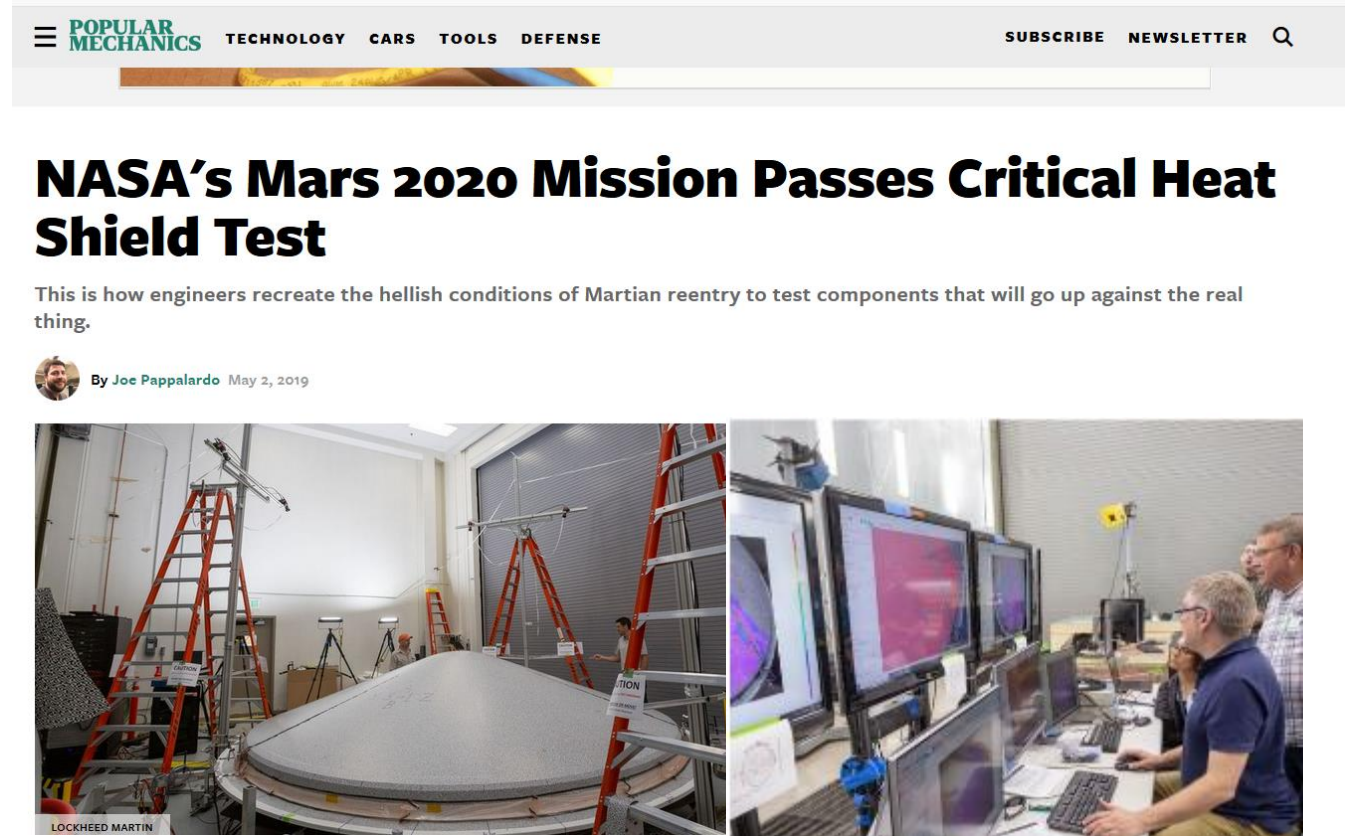 POPULAR
MECHANICS
TECHNOLOGY CARS TOOLS DEFENSE
SUBSCRIBE NEWSLETTER
NASA's Mars 2020 Mission Passes Critical Heat
Shield Test
This is how engineers recreate the hellish conditions of Martian reentry to test components that will go up against the real
thing.
By Joe Pappalardo May 2, 2019
CAUTION
LOCKHEED MARTIN